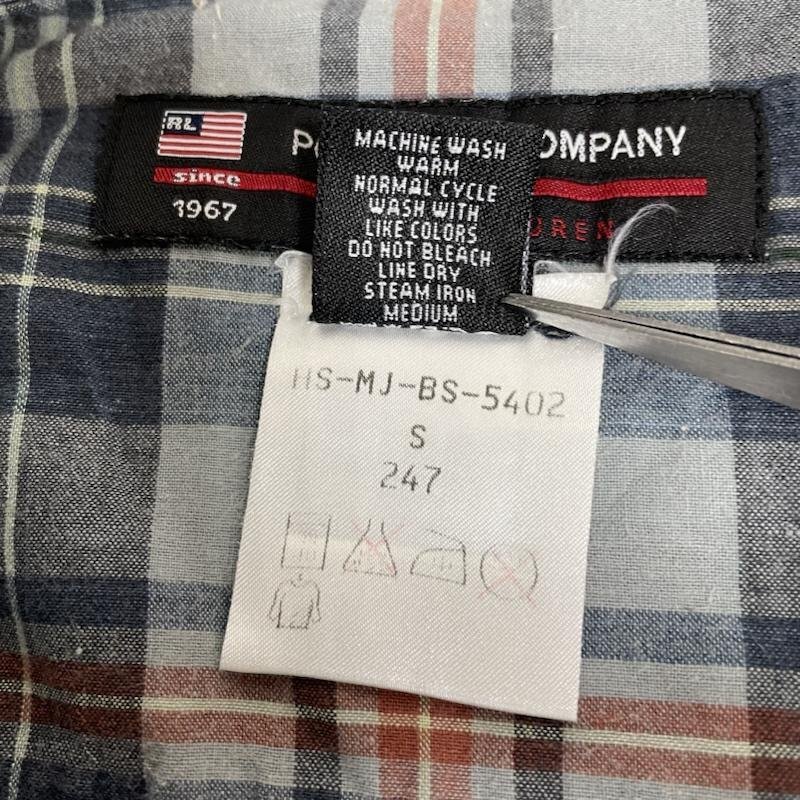 RL
P OMPANY
since
1967
UREN
MACHINE WASH
WARM
NORMAL CYCLE
WASH WITH
LIKE COLORS
DO NOT BLEACH
LINE DRY
STEAM IRON
MEDIUM
HS-MJ-BS-5402
S
247